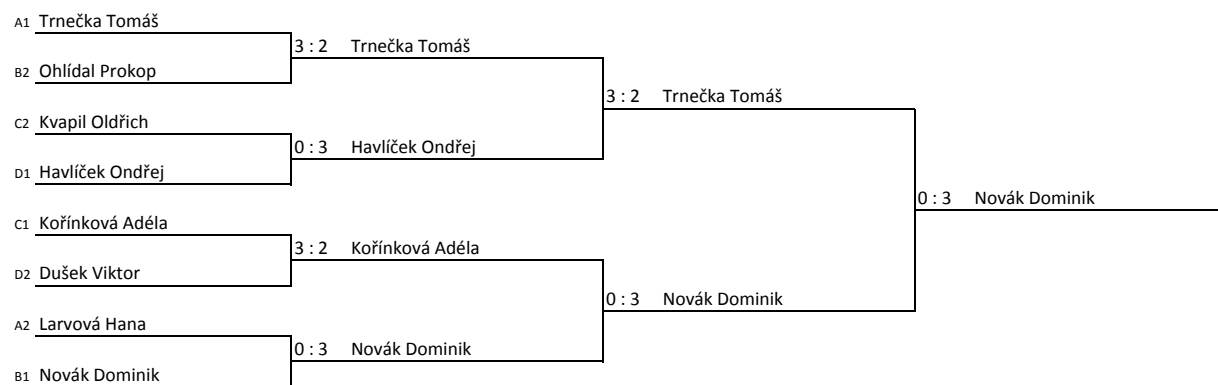 A1 Trnečka Tomáš
3 : 2 Trnečka Tomáš
B2 Ohlídal Prokop
3 : 2 Trnečka Tomáš
C2 Kvapil Oldřich
0 : 3 Havlíček Ondřej
D1 Havlíček Ondřej
0 : 3 Novák Dominik
C1 Kořínková Adéla
3 : 2 Kořínková Adéla
D2 Dušek Viktor
0 : 3 Novák Dominik
A2 Larvová Hana
0 : 3 Novák Dominik
B1 Novák Dominik